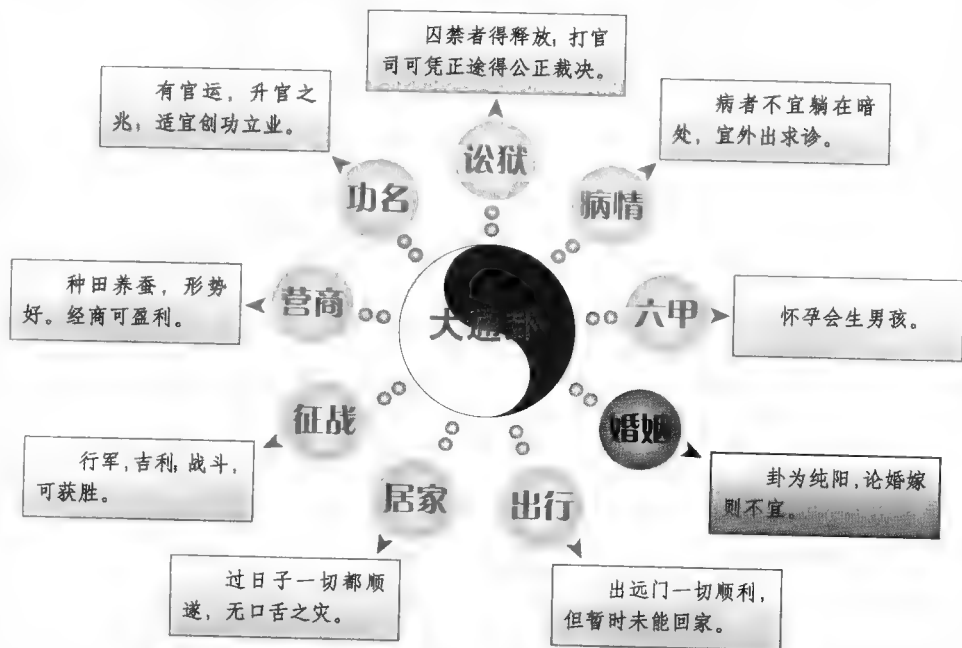 囚禁者得释放；打官
司可凭正途得公正裁决。
有官运，升官之
兆；适宜创功立业。
病者不宜躺在暗
处，宜外出求诊。
讼狱
功名
病情
种田养蚕，形势
好。经商可盈利。
营商
大通卦
六甲
怀孕会生男孩。
征战
婚姻
行军，吉利；战斗，
可获胜。
居家
出行
卦为纯阳，论婚嫁
则不宜。
过日子一切都顺
遂，无口舌之灾。
出远门一切顺利，
但暂时未能回家。